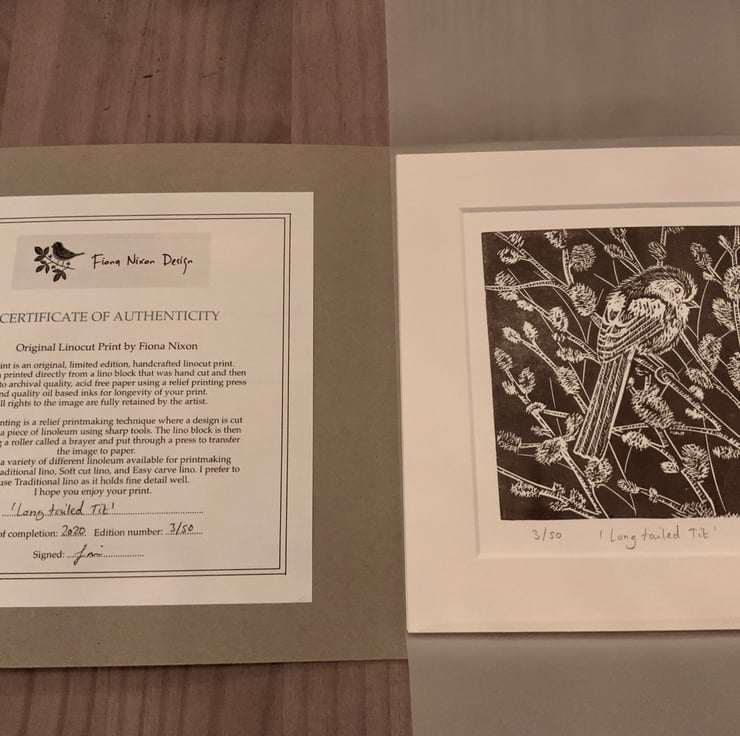 Fiona Nixon Design
CERTIFICATE OF AUTHENTICITY
Original Linocut Print by Fiona Nixon
int is an original, limited edition, handcrafted linocut print.
printed directly from a lino block that was hand cut and then
to archival quality, acid free paper using a relief printing press
nd quality oil based inks for longevity of your print.
ll rights to the image are fully retained by the artist.
nting is a relief printmaking technique where a design is cut
a piece of linoleum using sharp tools. The lino block is then
g a roller called a brayer and put through a press to transfer
the image to paper.
a variety of different linoleum available for printmaking
aditional lino, Soft cut lino, and Easy carve lino. I prefer to
use Traditional lino as it holds fine detail well.
I hope you enjoy your print.
'Long tailed Tit'
of completion: 2020 Edition number: 3/50
Signed:
3/50 'Long tailed Tit'